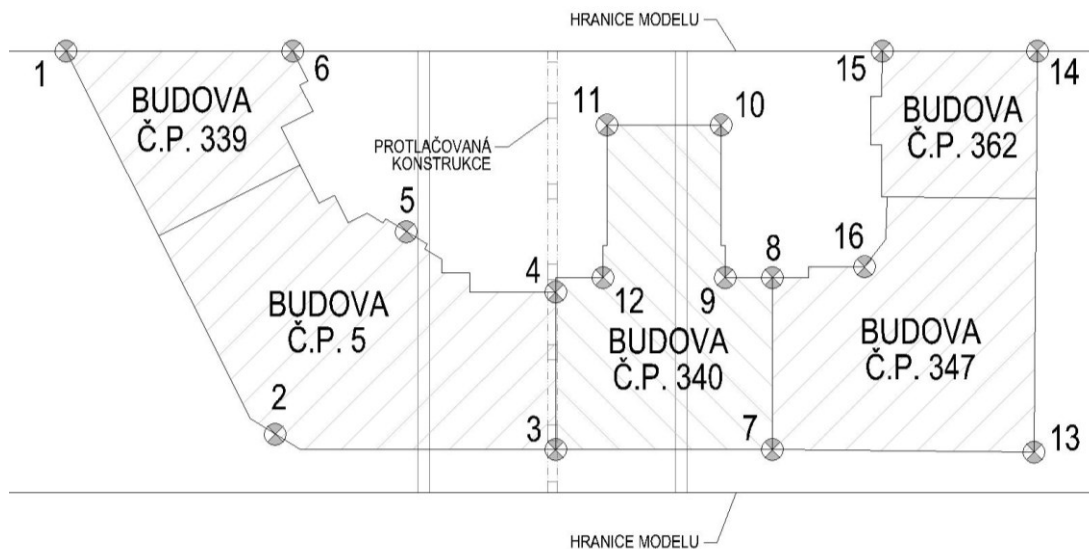 HRANICE MODELU
1
6
15
14
BUDOVA
Č.P. 339
11
10
BUDOVA
Č.P. 362
PROTLAČOVANÁ
KONSTRUKCE
5
4
12
9
8
16
BUDOVA
Č.P. 5
BUDOVA
Č.P. 340
BUDOVA
Č.P. 347
2
3
7
13
HRANICE MODELU